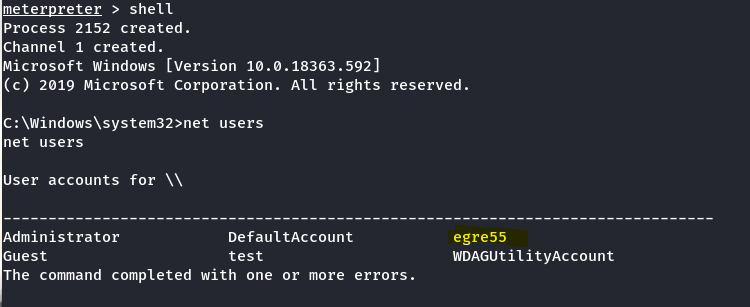 meterpreter > shell
Process 2152 created.
Channel 1 created.
Microsoft Windows [Version 10.0.18363.592]
(c) 2019 Microsoft Corporation. All rights reserved.
C:\Windows\system32>net users
net users
User accounts for \\
-------------------------------------------------------------------------------
Administrator DefaultAccount egre55
Guest test WDAGUtilityAccount
The command completed with one or more errors.